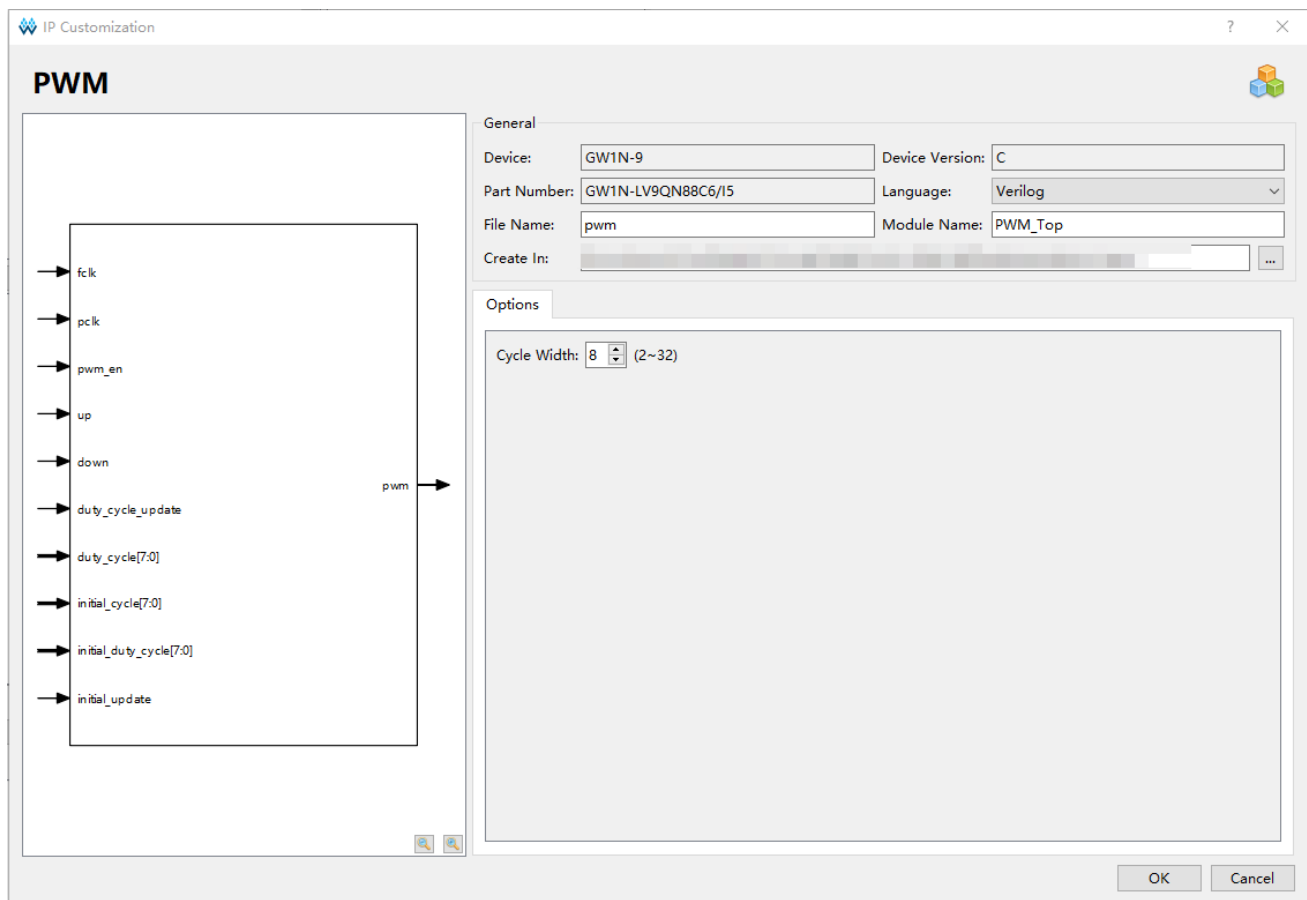 IP Customization
?
PWM
fclk
pclk
pwm_en
up
down
duty_cycle_update
duty_cycle[7:0]
initial_cycle[7:0]
initial_duty_cycle[7:0]
initial_update
pwm
General
Device: GW1N-9 Device Version: C
Part Number: GW1N-LV9QN88C6/I5 Language: Verilog
File Name: pwm Module Name: PWM_Top
Create In: ...
Options
Cycle Width: 8 (2~32)
OK Cancel